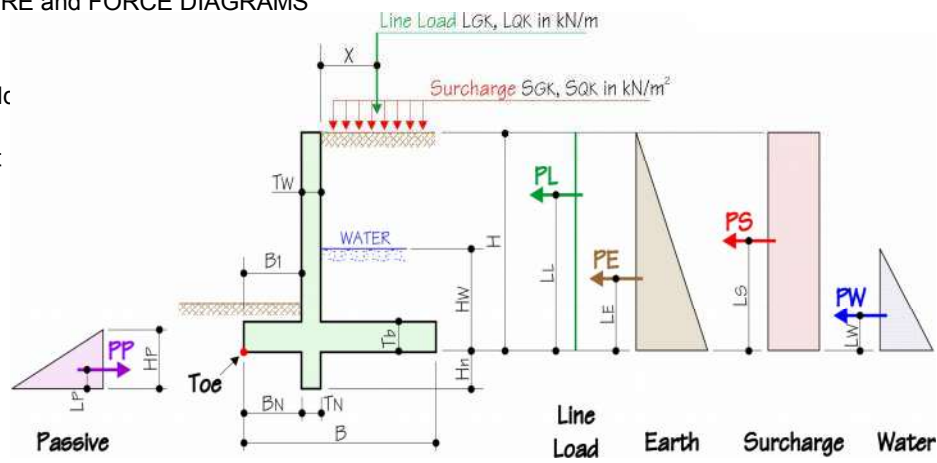 RE and FORCE DIAGRAMS
Line Load LGK, LQK in kN/m
X
Surcharge SGK, SQK in kN/m²
TW
WATER
B1
H
HW
Tb
Hn
Toe
BN
TN
B
PP
HP
LP
Passive
PL
LL
Line
Load
PE
LE
Earth
PS
LS
Surcharge
PW
LW
Water